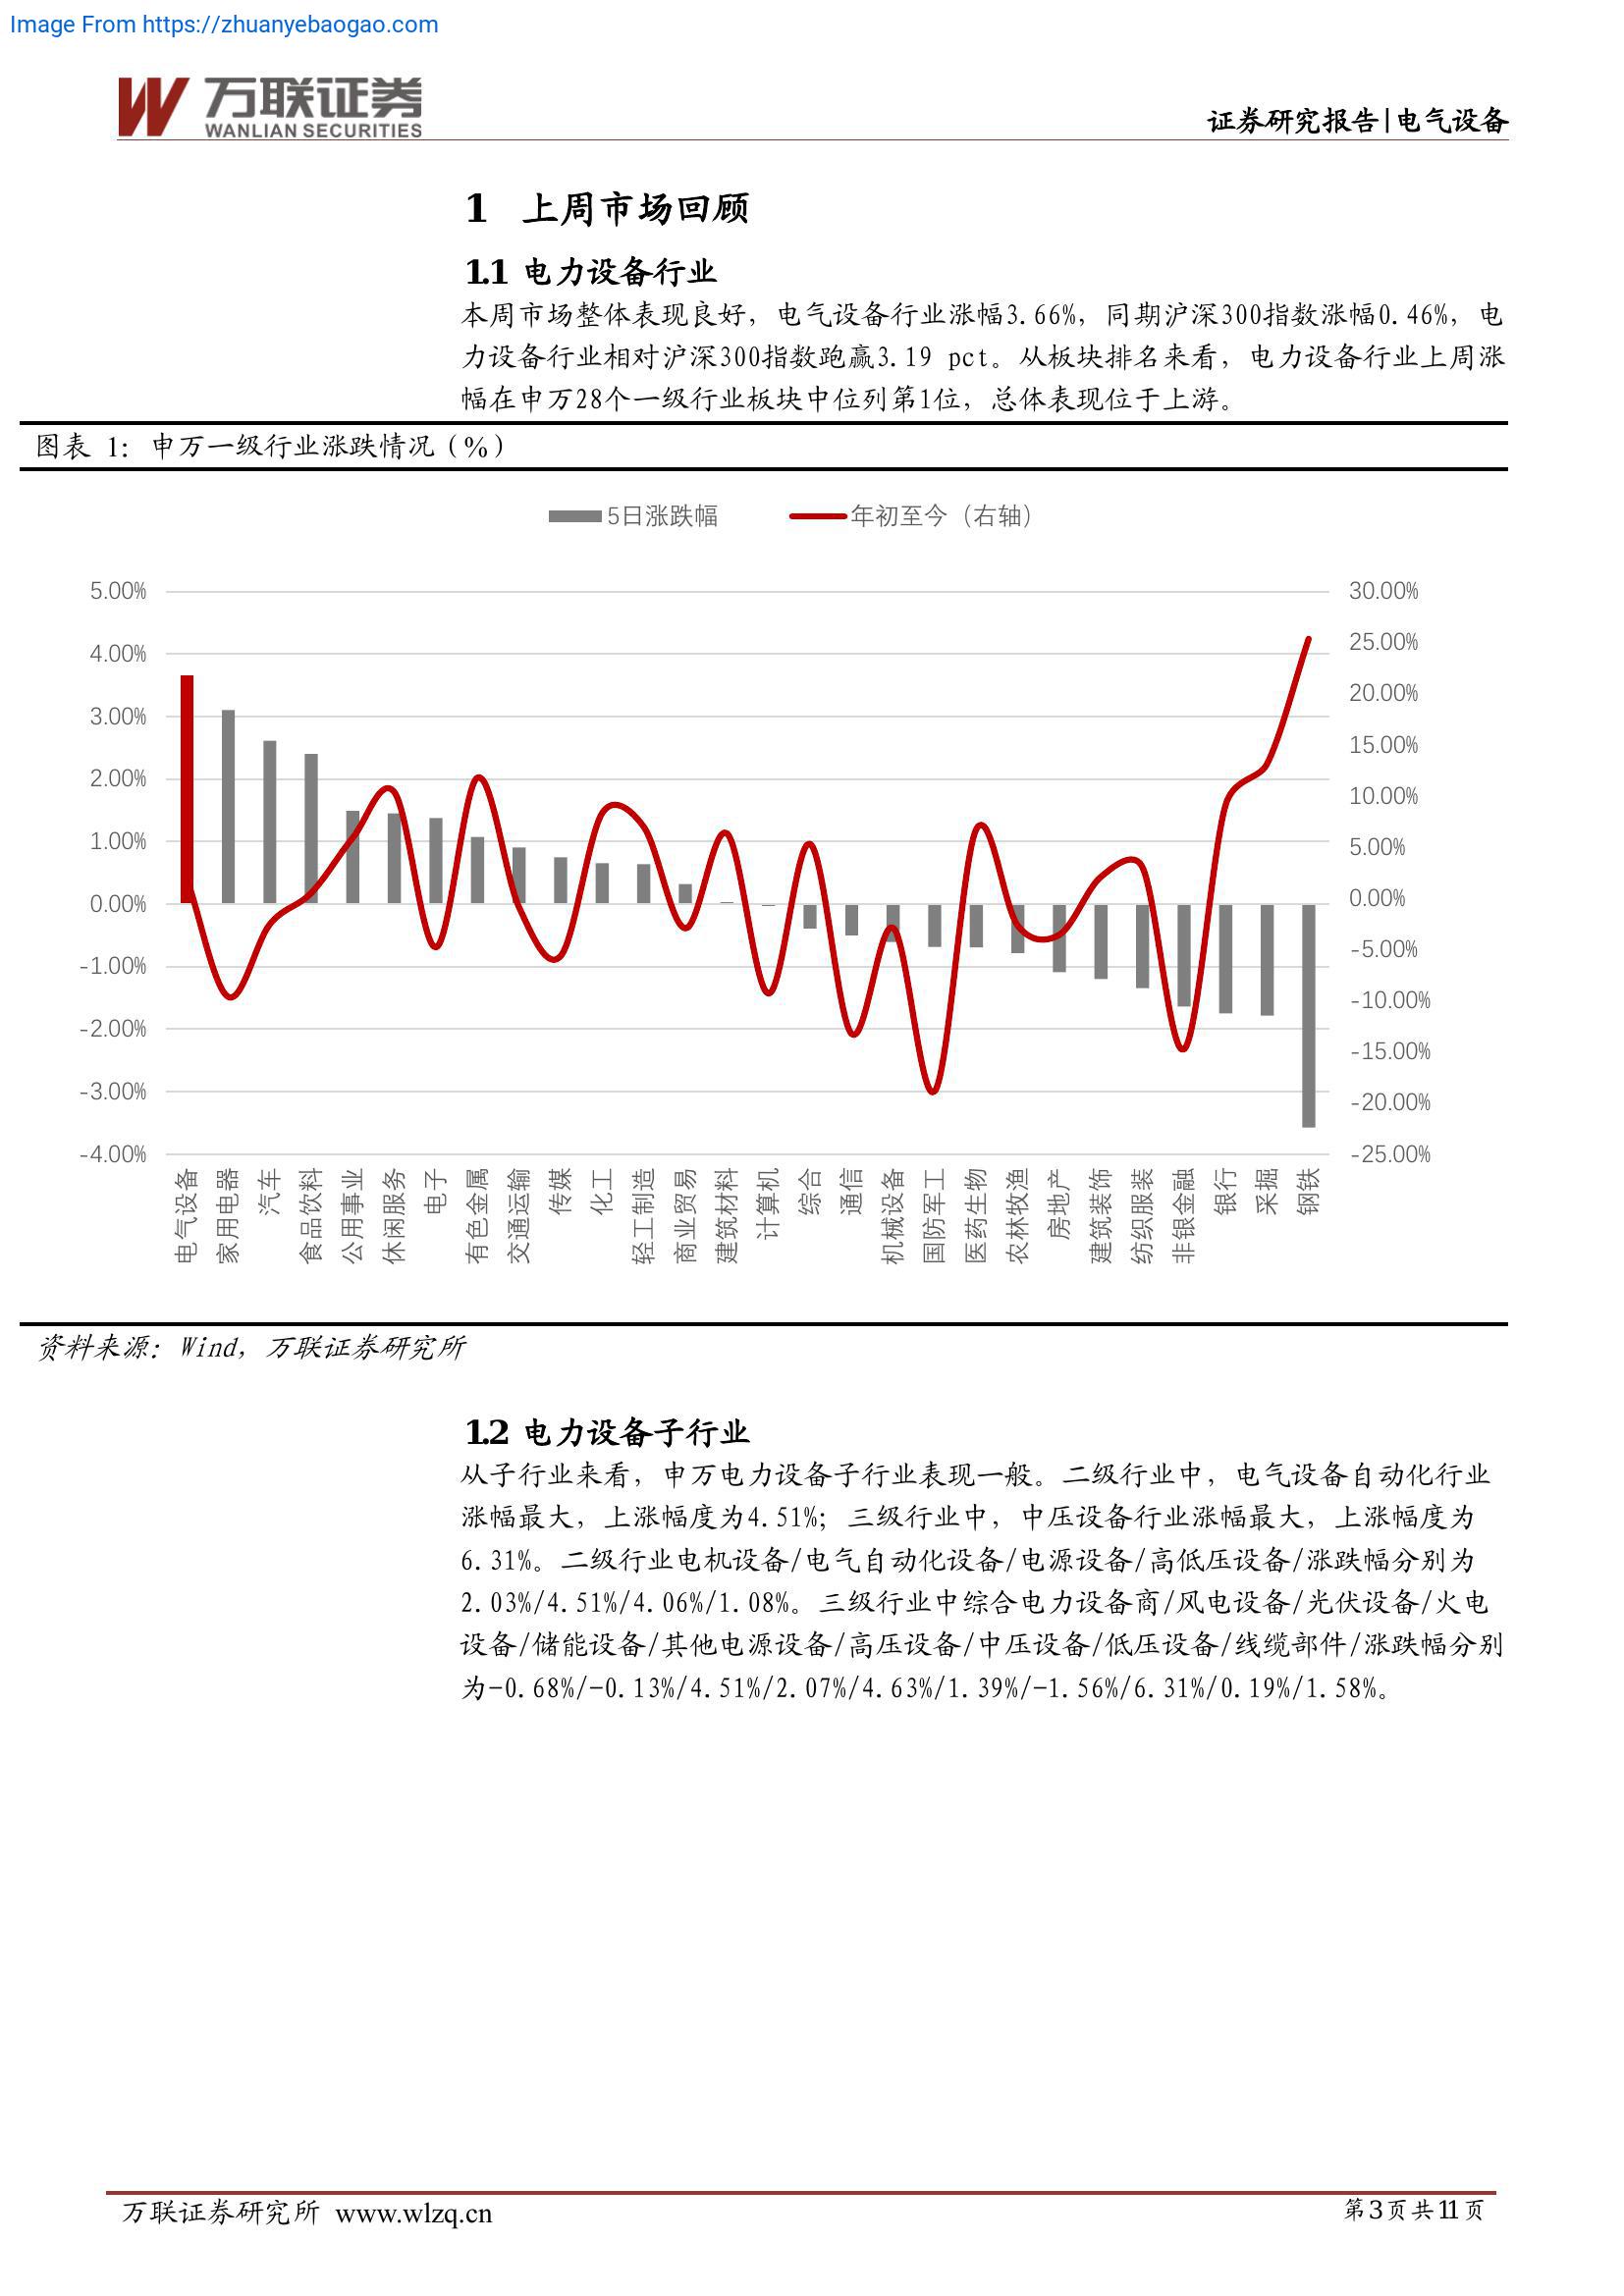 Image From https://zhuanyebaogao.com
万联证券
WANLIAN SECURITIES
证券研究报告|电气设备
1 上周市场回顾
1.1 电力设备行业
本周市场整体表现良好，电气设备行业涨幅3.66%，同期沪深300指数涨幅0.46%，电
力设备行业相对沪深300指数跑赢3.19 pct。从板块排名来看，电力设备行业上周涨
幅在申万28个一级行业板块中位列第1位，总体表现位于上游。
图表 1：申万一级行业涨跌情况（%）
5日涨跌幅 年初至今（右轴）
5.00% 30.00%
4.00% 25.00%
3.00% 20.00%
2.00% 15.00%
1.00% 10.00%
0.00% 5.00%
-1.00% 0.00%
-2.00% -5.00%
-3.00% -10.00%
-4.00% -15.00%
-20.00%
-25.00%
电气设备
家用电器
汽车
食品饮料
公用事业
休闲服务
电子
有色金属
交通运输
传媒
化工
轻工制造
商业贸易
建筑材料
计算机
综合
通信
机械设备
国防军工
医药生物
农林牧渔
房地产
建筑装饰
纺织服装
非银金融
银行
采掘
钢铁
资料来源：Wind，万联证券研究所
1.2 电力设备子行业
从子行业来看，申万电力设备子行业表现一般。二级行业中，电气设备自动化行业
涨幅最大，上涨幅度为4.51%；三级行业中，中压设备行业涨幅最大，上涨幅度为
6.31%。二级行业电机设备/电气自动化设备/电源设备/高低压设备/涨跌幅分别为
2.03%/4.51%/4.06%/1.08%。三级行业中综合电力设备商/风电设备/光伏设备/火电
设备/储能设备/其他电源设备/高压设备/中压设备/低压设备/线缆部件/涨跌幅分别
为-0.68%/-0.13%/4.51%/2.07%/4.63%/1.39%/-1.56%/6.31%/0.19%/1.58%。
万联证券研究所 www.wlzq.cn
第3页共11页